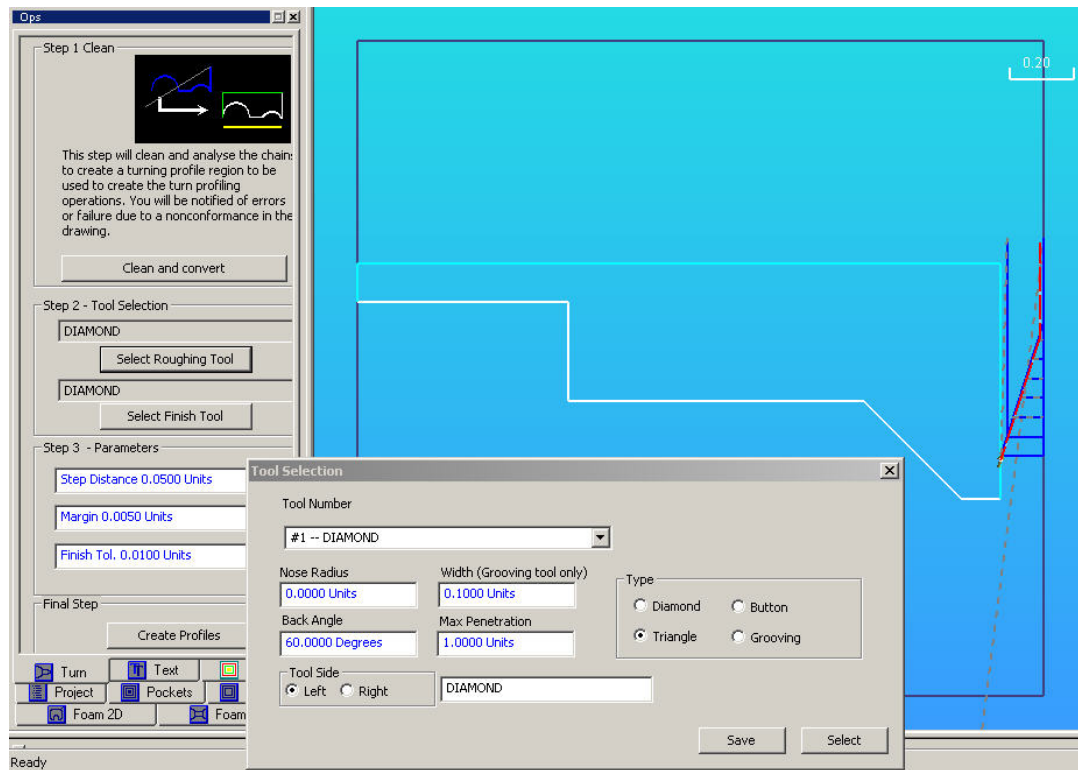 Ops
Step 1 Clean
This step will clean and analyse the chain
to create a turning profile region to be
used to create the turn profiling
operations. You will be notified of errors
or failure due to a nonconformance in the
drawing.
Clean and convert
Step 2 - Tool Selection
DIAMOND
Select Roughing Tool
DIAMOND
Select Finish Tool
Step 3 - Parameters
Step Distance 0.0500 Units
Margin 0.0050 Units
Finish Tol. 0.0100 Units
Final Step
Create Profiles
Turn
Text
Project
Pockets
Foam 2D
Foam
Ready
0.20
Tool Selection
Tool Number
#1 -- DIAMOND
Nose Radius
Width (Grooving tool only)
0.0000 Units
0.1000 Units
Back Angle
Max Penetration
60.0000 Degrees
1.0000 Units
Type
Diamond
Button
Triangle
Grooving
Tool Side
Left
Right
DIAMOND
Save
Select